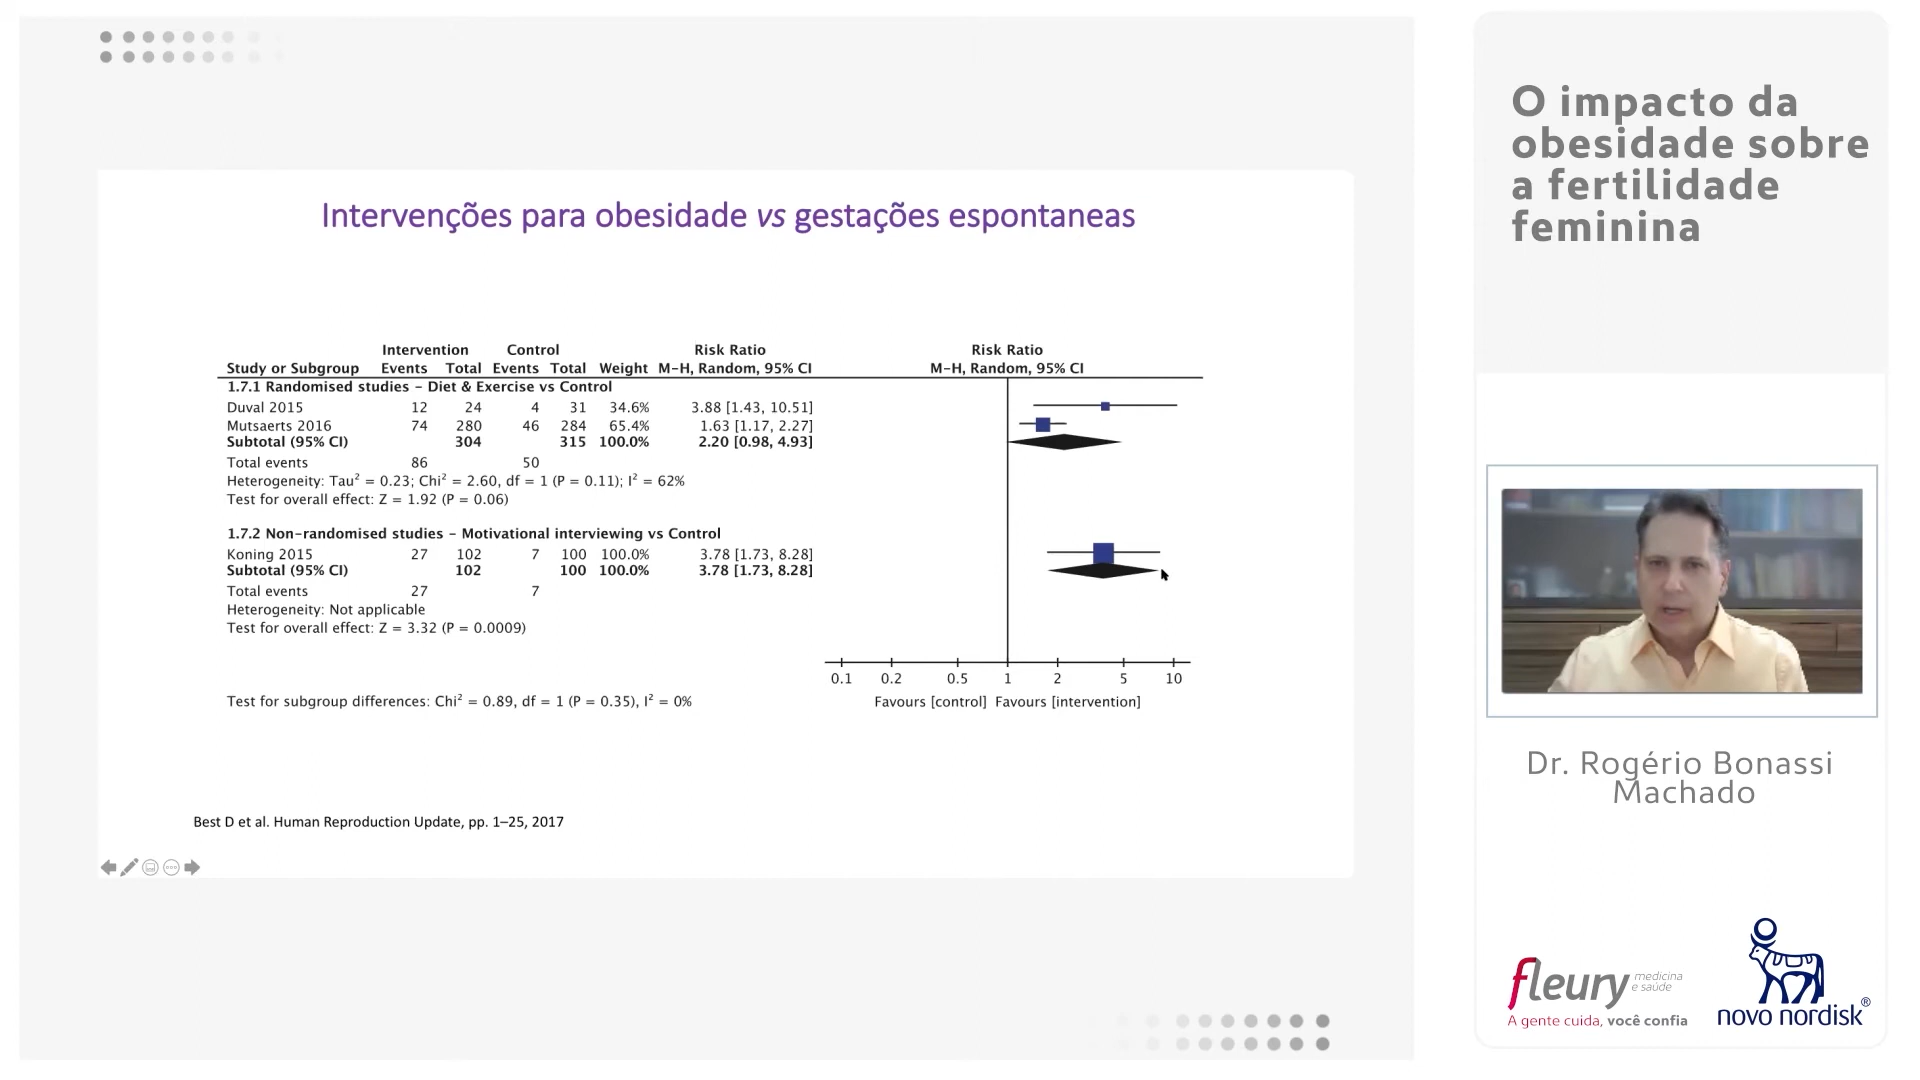 O impacto da
obesidade sobre
a fertilidade
feminina
Intervenções para obesidade vs gestações espontaneas
Intervention Control Risk Ratio Risk Ratio
Study or Subgroup Events Total Events Total Weight M-H, Random, 95% CI M-H, Random, 95% CI
1.7.1 Randomised studies – Diet & Exercise vs Control
Duval 2015 12 24 4 31 34.6% 3.88 [1.43, 10.51]
Mutsaerts 2016 74 280 46 284 65.4% 1.63 [1.17, 2.27]
Subtotal (95% CI) 304 315 100.0% 2.20 [0.98, 4.93]
Total events 86 50
Heterogeneity: Tau² = 0.23; Chi² = 2.60, df = 1 (P = 0.11); I² = 62%
Test for overall effect: Z = 1.92 (P = 0.06)
1.7.2 Non-randomised studies – Motivational interviewing vs Control
Koning 2015 27 102 7 100 100.0% 3.78 [1.73, 8.28]
Subtotal (95% CI) 102 100 100.0% 3.78 [1.73, 8.28]
Total events 27 7
Heterogeneity: Not applicable
Test for overall effect: Z = 3.32 (P = 0.0009)
0.1 0.2 0.5 1 2 5 10
Favours [control] Favours [intervention]
Test for subgroup differences: Chi² = 0.89, df = 1 (P = 0.35), I² = 0%
Best D et al. Human Reproduction Update, pp. 1–25, 2017
Dr. Rogério Bonassi
Machado
fleury medicina
e saúde
A gente cuida, você confia
novo nordisk®